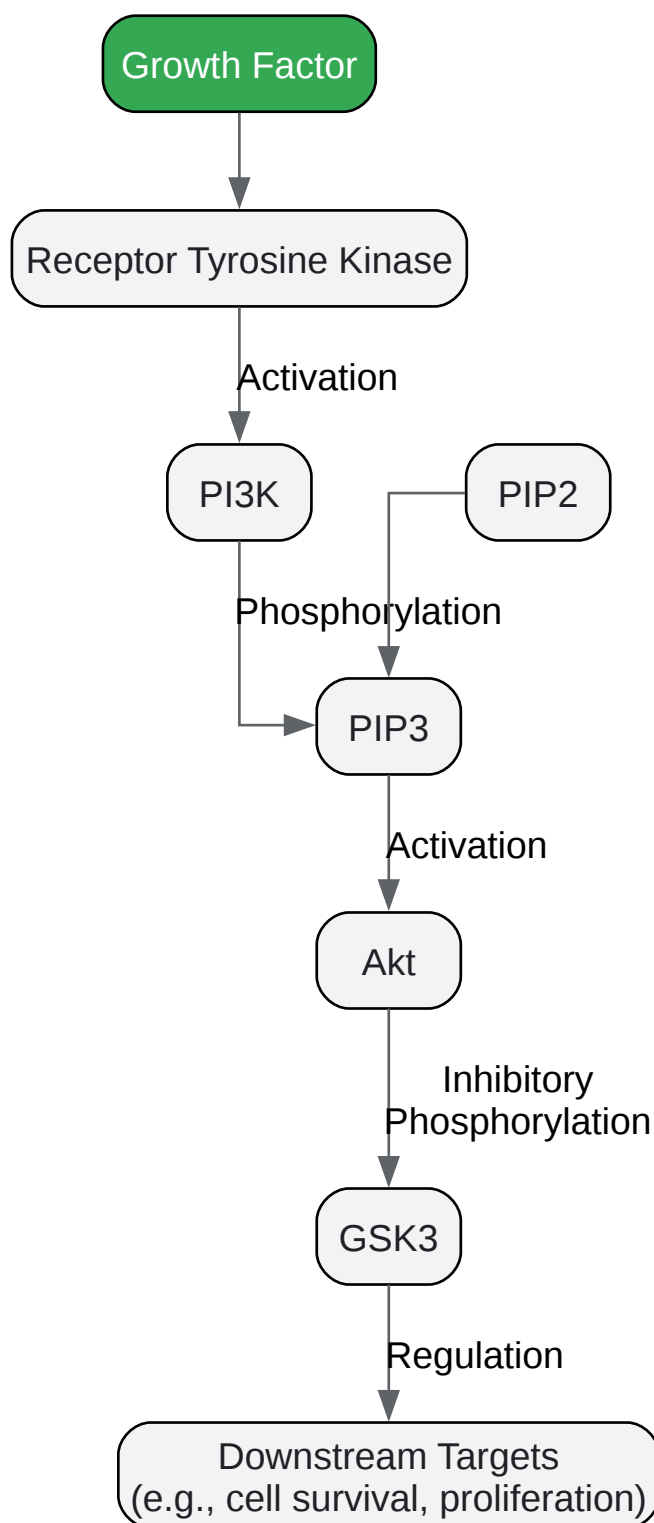 Growth Factor
Receptor Tyrosine Kinase
Activation
PI3K
PIP2
Phosphorylation
PIP3
Activation
Akt
Inhibitory
Phosphorylation
GSK3
Regulation
Downstream Targets
(e.g., cell survival, proliferation)